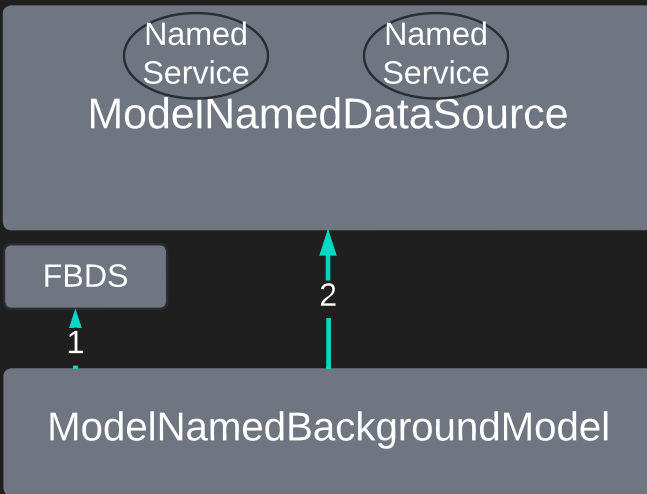 Named
Service
Named
Service
ModelNamedDataSource
FBDS
2
1
ModelNamedBackgroundModel